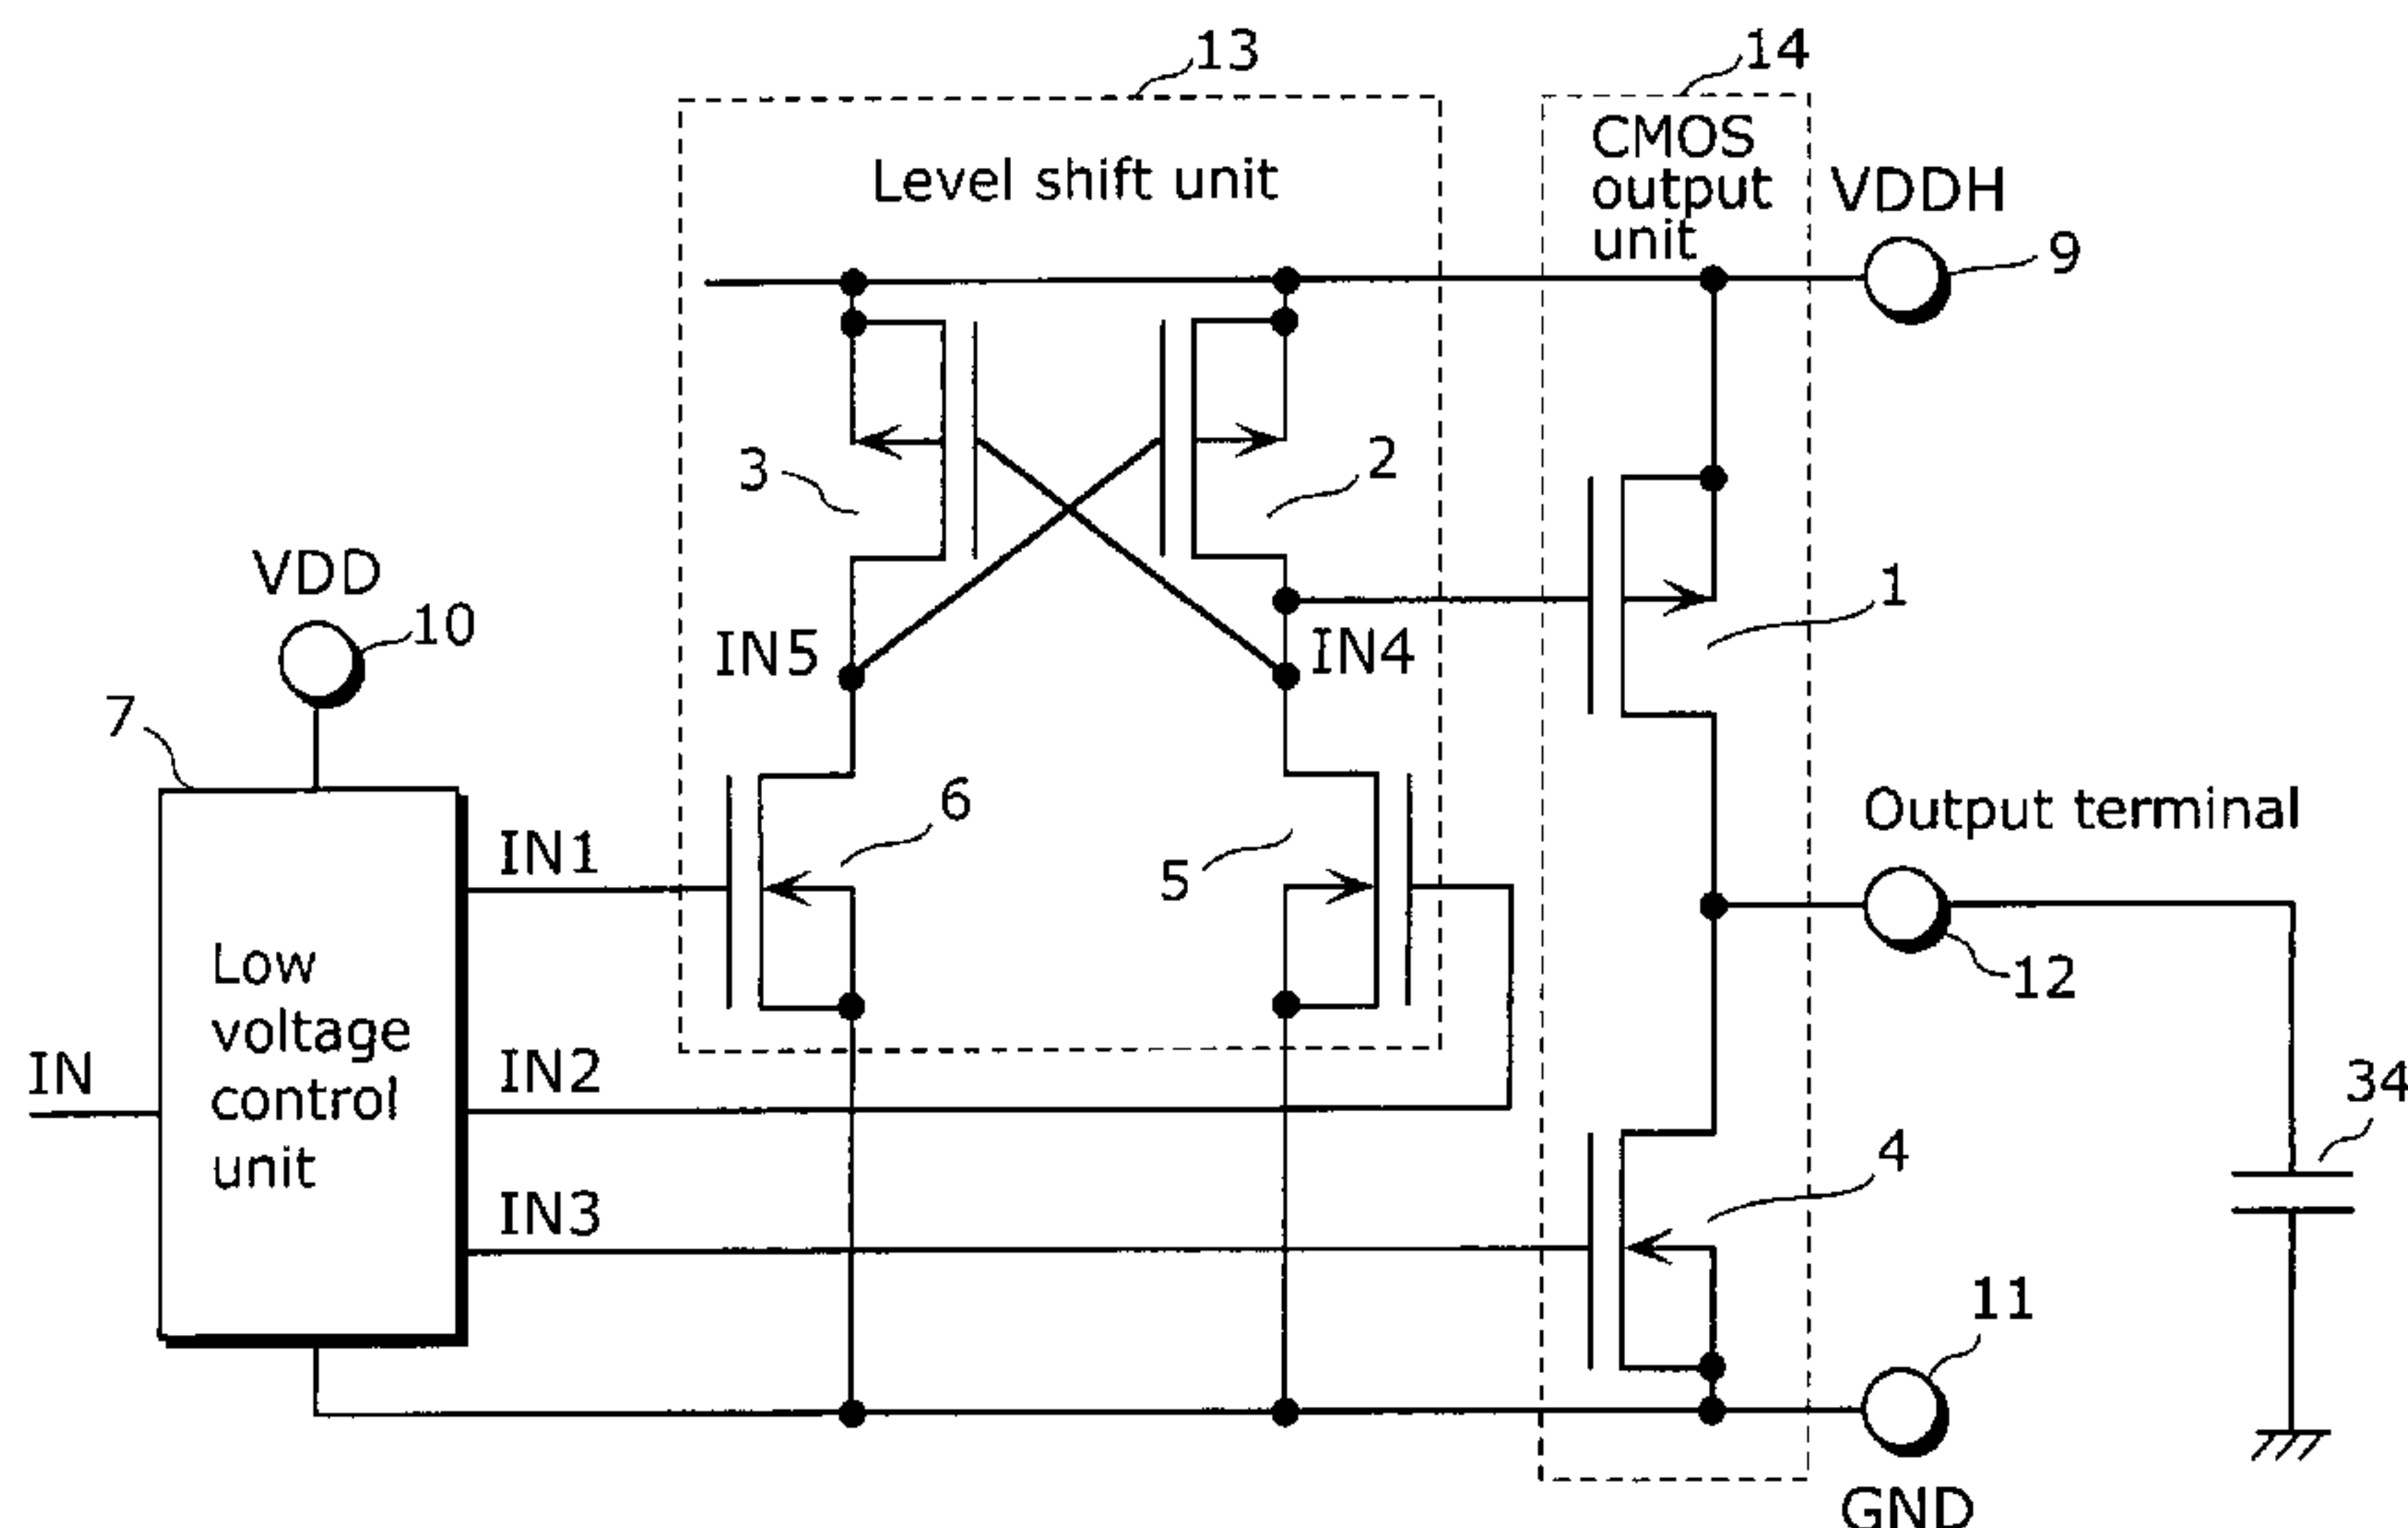 13
14
Level shift unit
CMOS
output
unit
VDDH
9
3
2
VDD
10
1
IN5
IN4
7
6
5
Output terminal
IN1
12
Low
voltage
control
unit
IN
IN2
34
IN3
4
11
GND